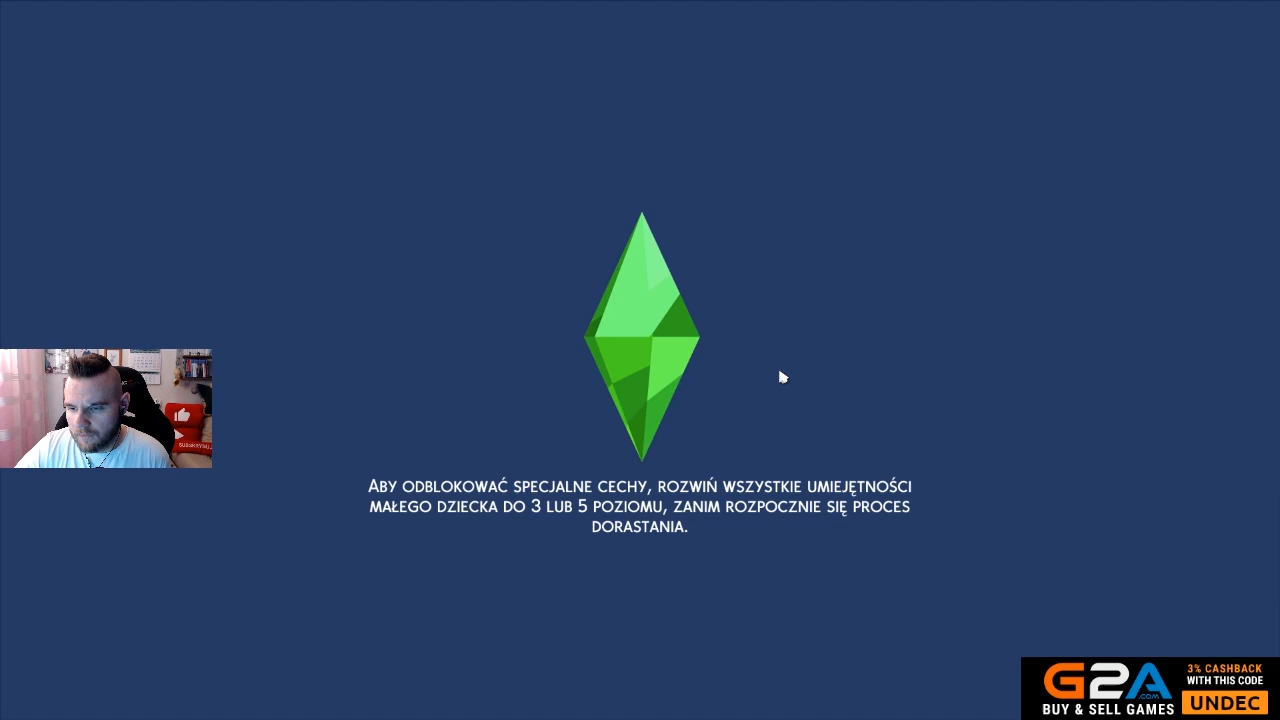 ABY ODBLOKOWAĆ SPECJALNE CECHY, ROZWIŃ WSZYSTKIE UMIEJĘTNOŚCI
MAŁEGO DZIECKA DO 3 LUB 5 POZIOMU, ZANIM ROZPOCZNIE SIĘ PROCES
DORASTANIA.
G2A.COM
BUY & SELL GAMES
3% CASHBACK
WITH THIS CODE
UNDEC